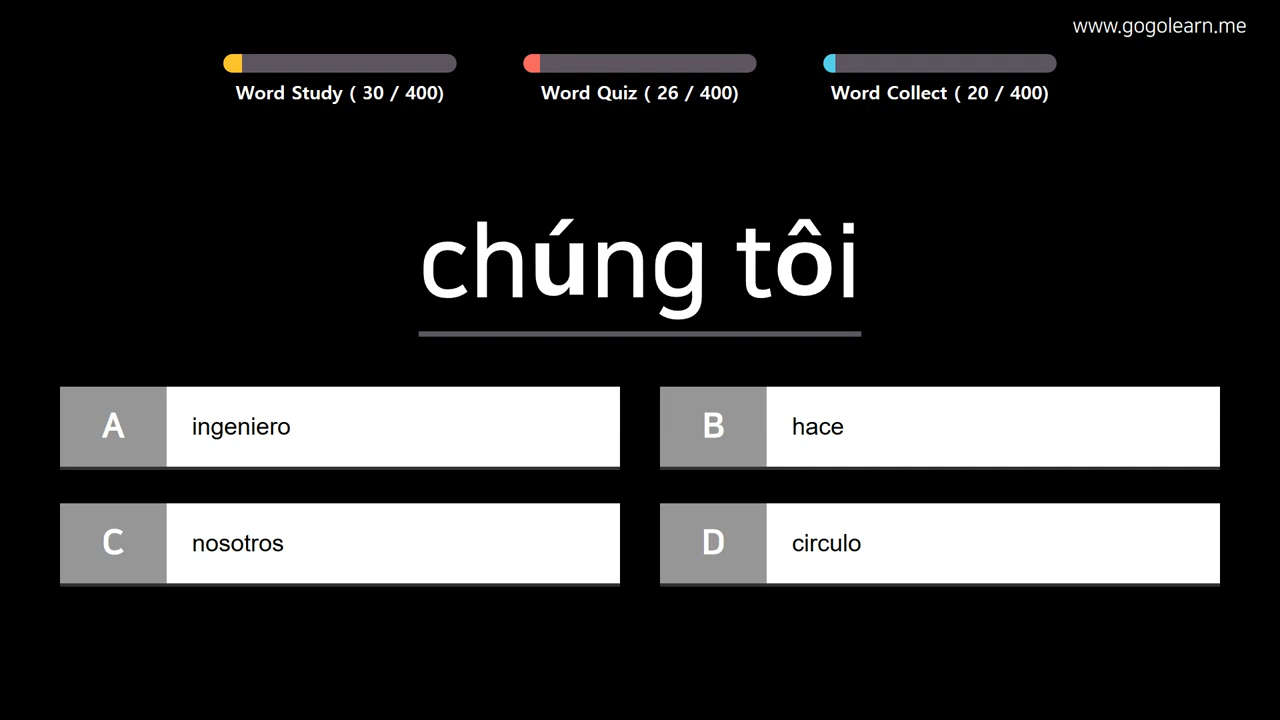 www.gogolearn.me
Word Study ( 30 / 400)
Word Quiz ( 26 / 400)
Word Collect ( 20 / 400)
chúng tôi
A ingeniero
B hace
C nosotros
D circulo